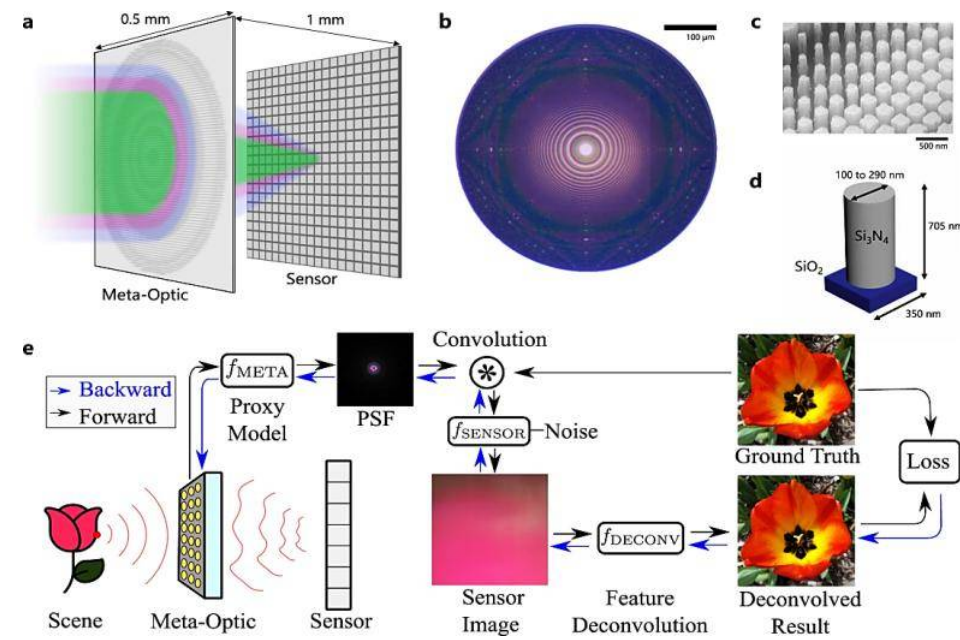 a
0.5 mm
1 mm
Meta-Optic
Sensor
b
100 µm
c
500 nm
d
100 to 290 nm
Si₃N₄
705 nm
SiO₂
350 nm
e
Backward
Forward
fMETA
Proxy
Model
PSF
Convolution
*
fSENSOR
Noise
Ground Truth
Loss
Scene
Meta-Optic
Sensor
Sensor
Image
fDECONV
Feature
Deconvolution
Deconvolved
Result